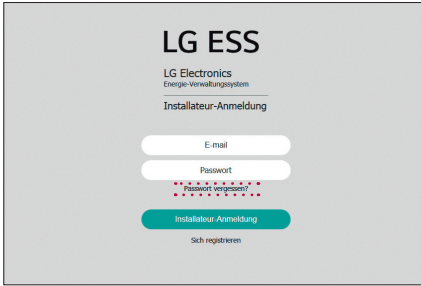 LG ESS
LG Electronics
Energie-Verwaltungssystem
Installateur-Anmeldung
E-mail
Passwort
Passwort vergessen?
Installateur-Anmeldung
Sich registrieren